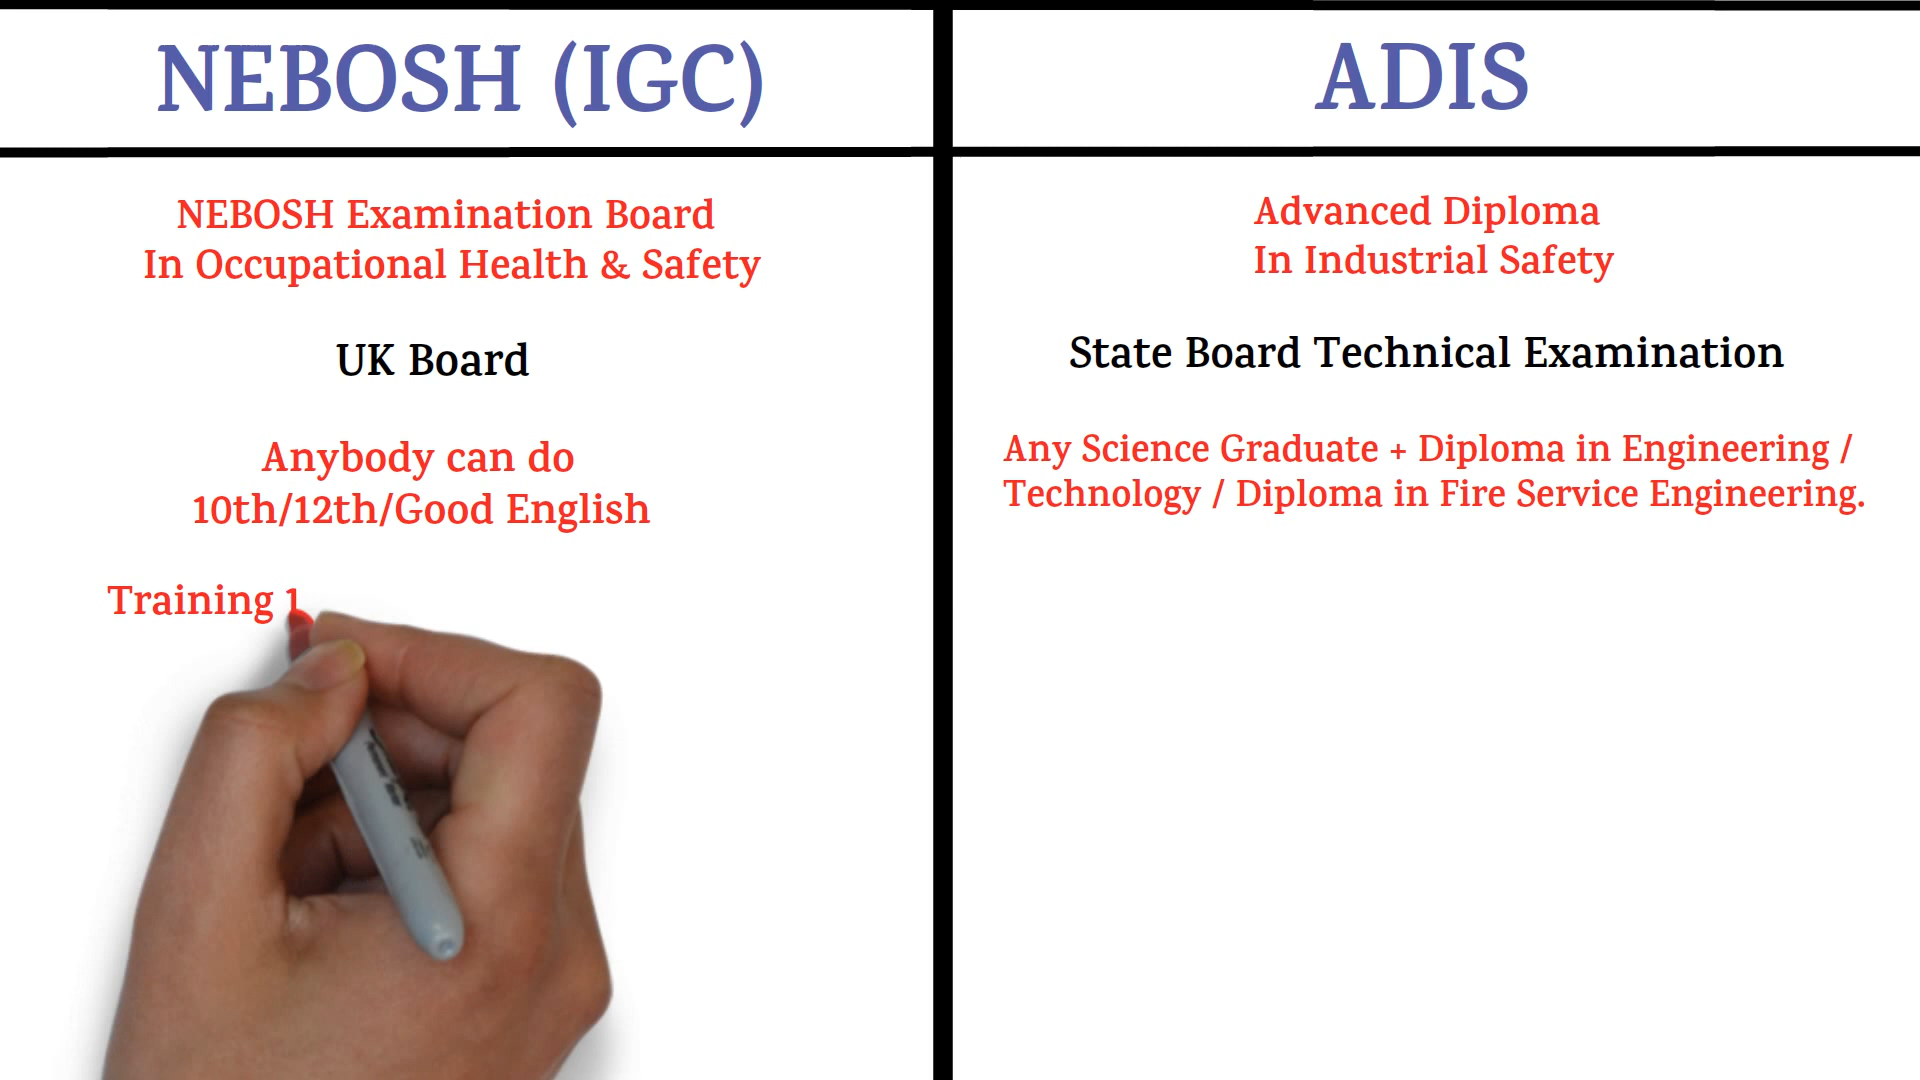 NEBOSH (IGC)
NEBOSH Examination Board
In Occupational Health & Safety
UK Board
Anybody can do
10th/12th/Good English
Training 1
ADIS
Advanced Diploma
In Industrial Safety
State Board Technical Examination
Any Science Graduate + Diploma in Engineering /
Technology / Diploma in Fire Service Engineering.